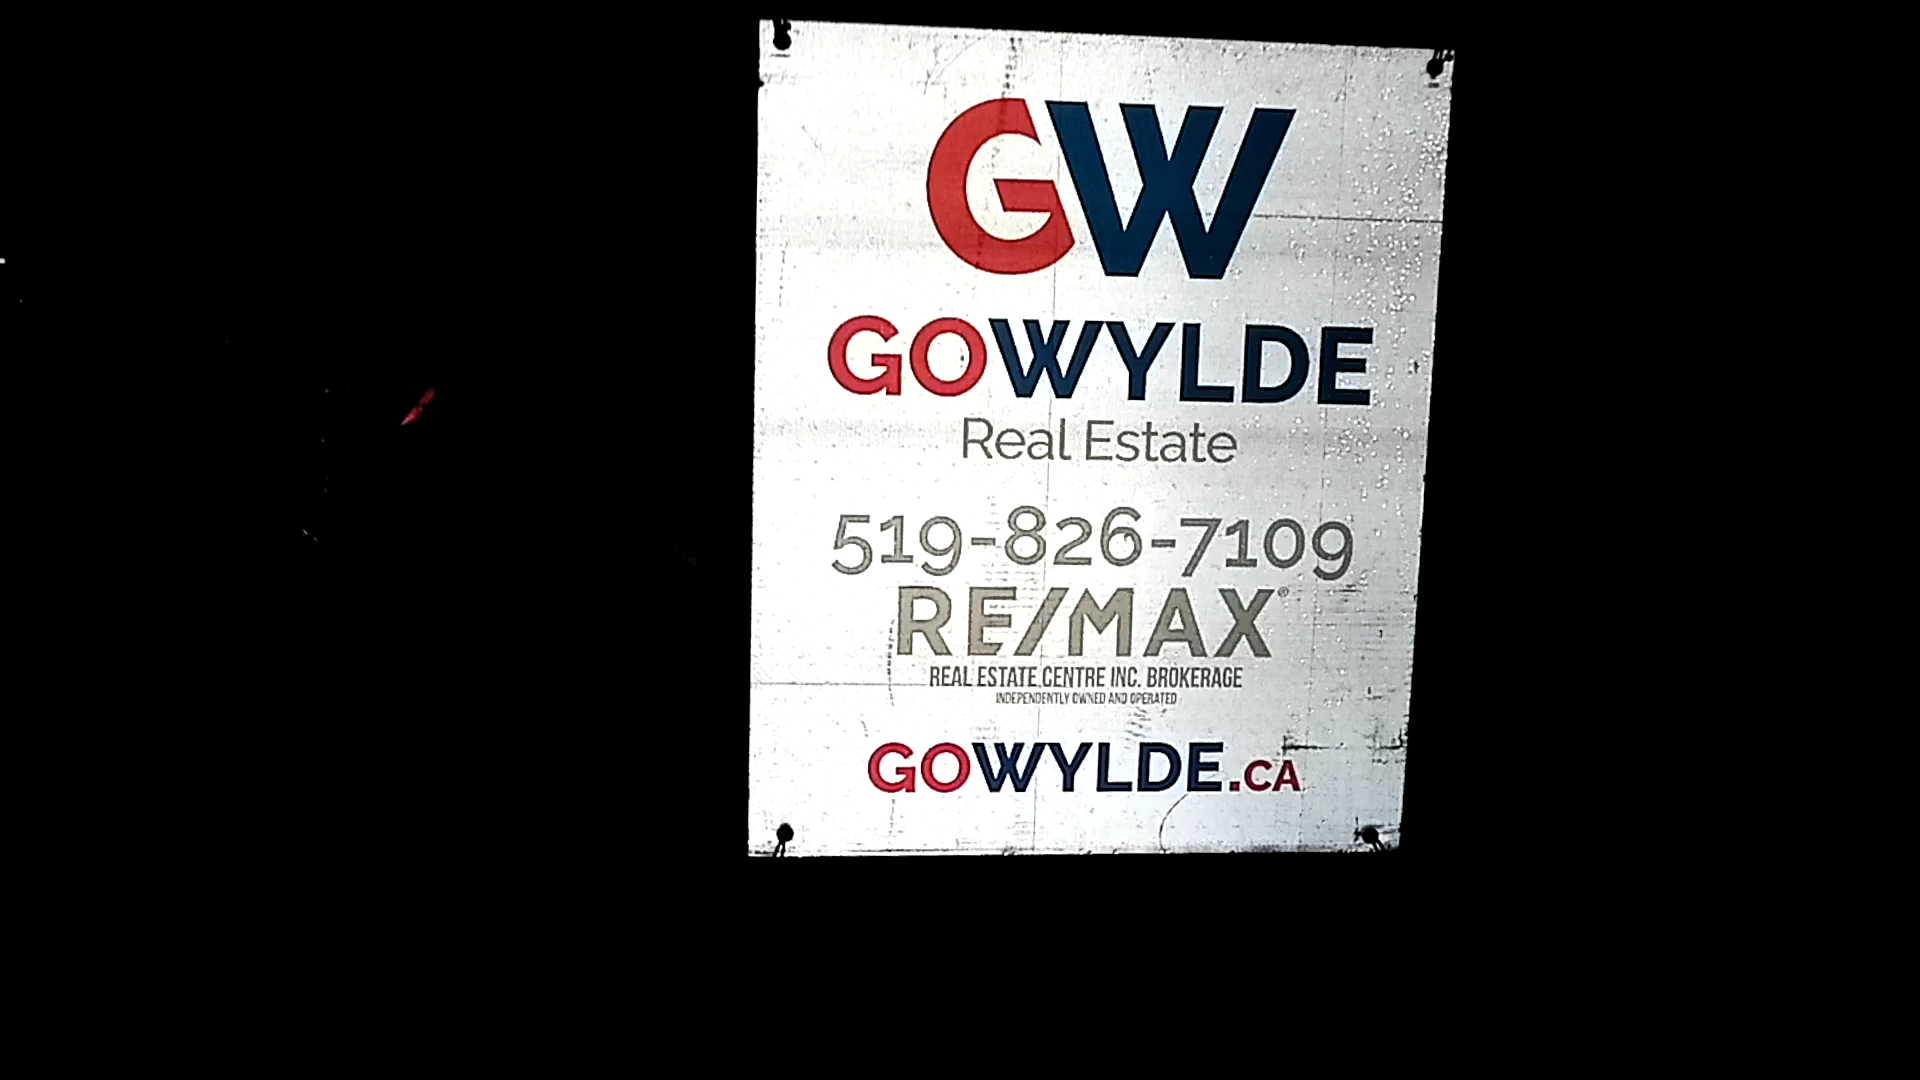 GW
GOWYLDE
Real Estate
519-826-7109
RE/MAX®
REAL ESTATE CENTRE INC. BROKERAGE
INDEPENDENTLY OWNED AND OPERATED
GOWYLDE.CA